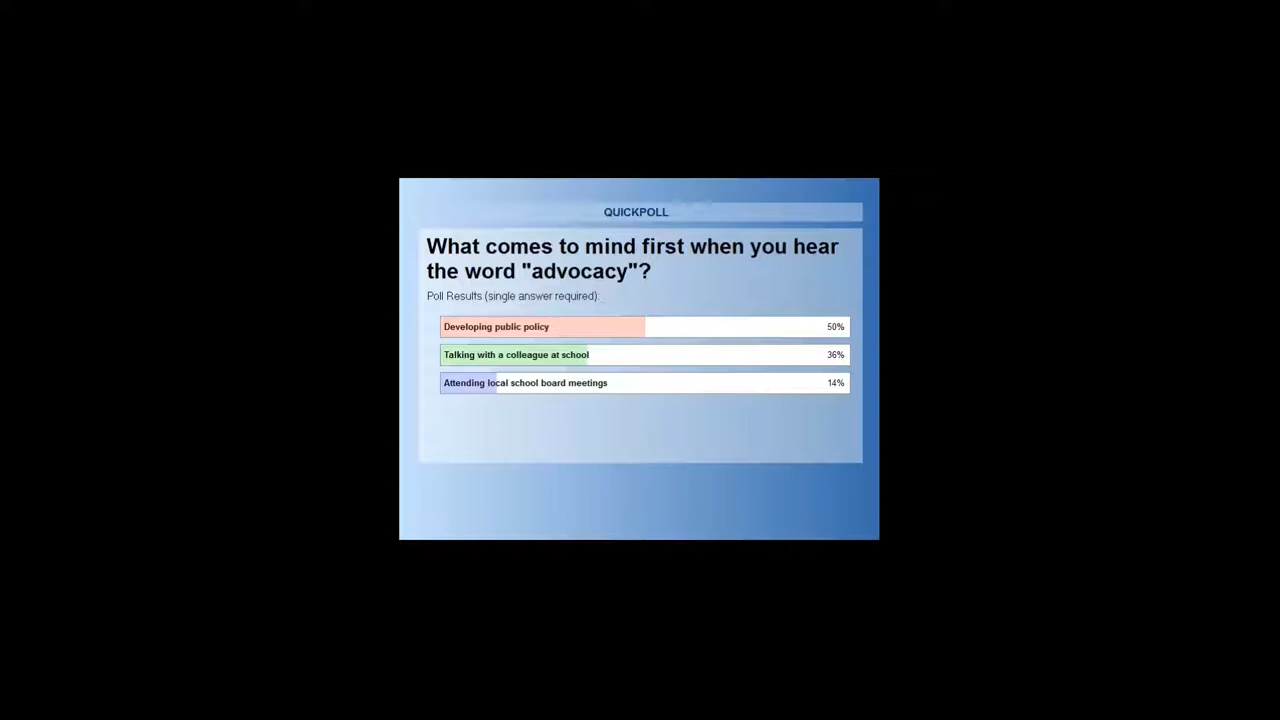 QUICKPOLL
What comes to mind first when you hear
the word "advocacy"?
Poll Results (single answer required):
Developing public policy 50%
Talking with a colleague at school 36%
Attending local school board meetings 14%